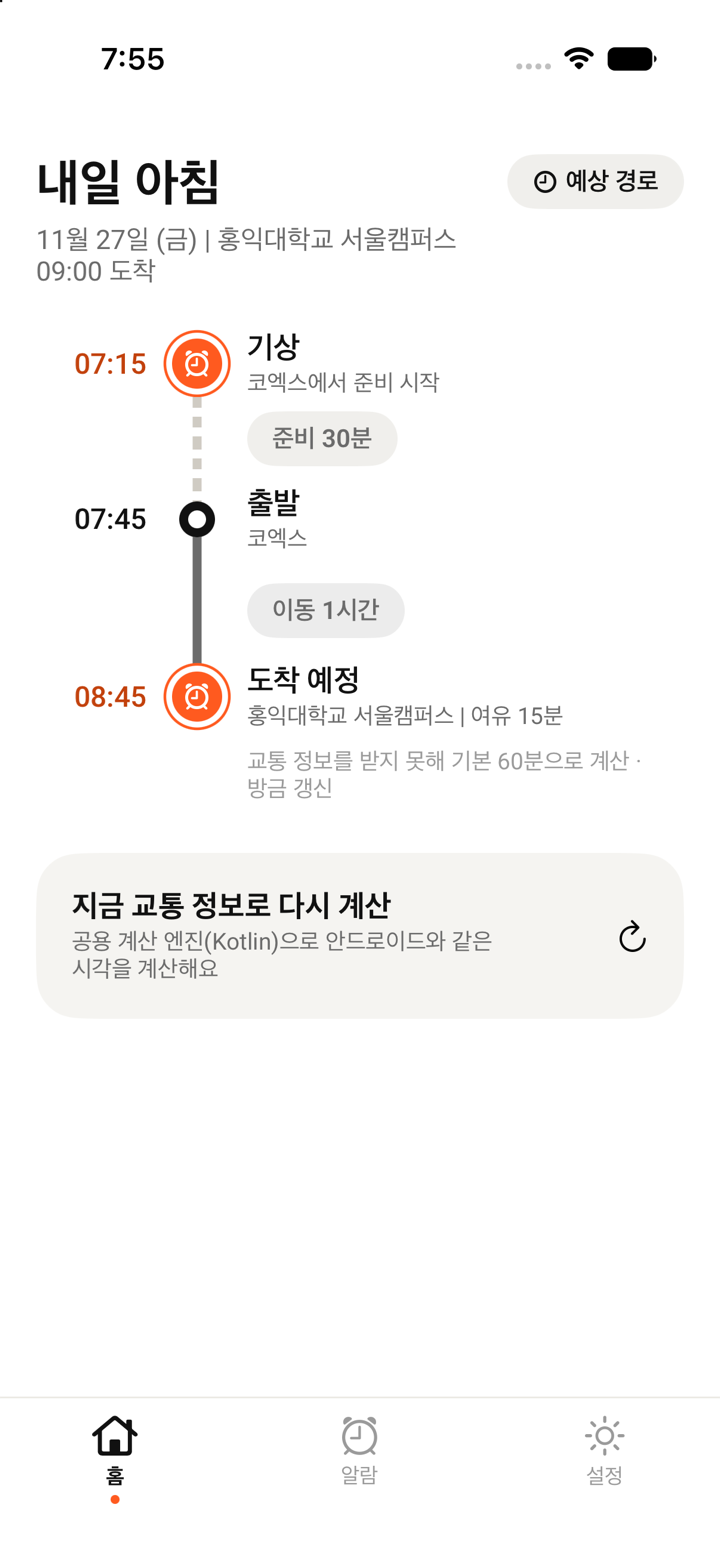 7:55
내일 아침
예상 경로
11월 27일 (금) | 홍익대학교 서울캠퍼스
09:00 도착
07:15
기상
코엑스에서 준비 시작
준비 30분
07:45
출발
코엑스
이동 1시간
08:45
도착 예정
홍익대학교 서울캠퍼스 | 여유 15분
교통 정보를 받지 못해 기본 60분으로 계산 ·
방금 갱신
지금 교통 정보로 다시 계산
공용 계산 엔진(Kotlin)으로 안드로이드와 같은
시각을 계산해요
홈
알람
설정